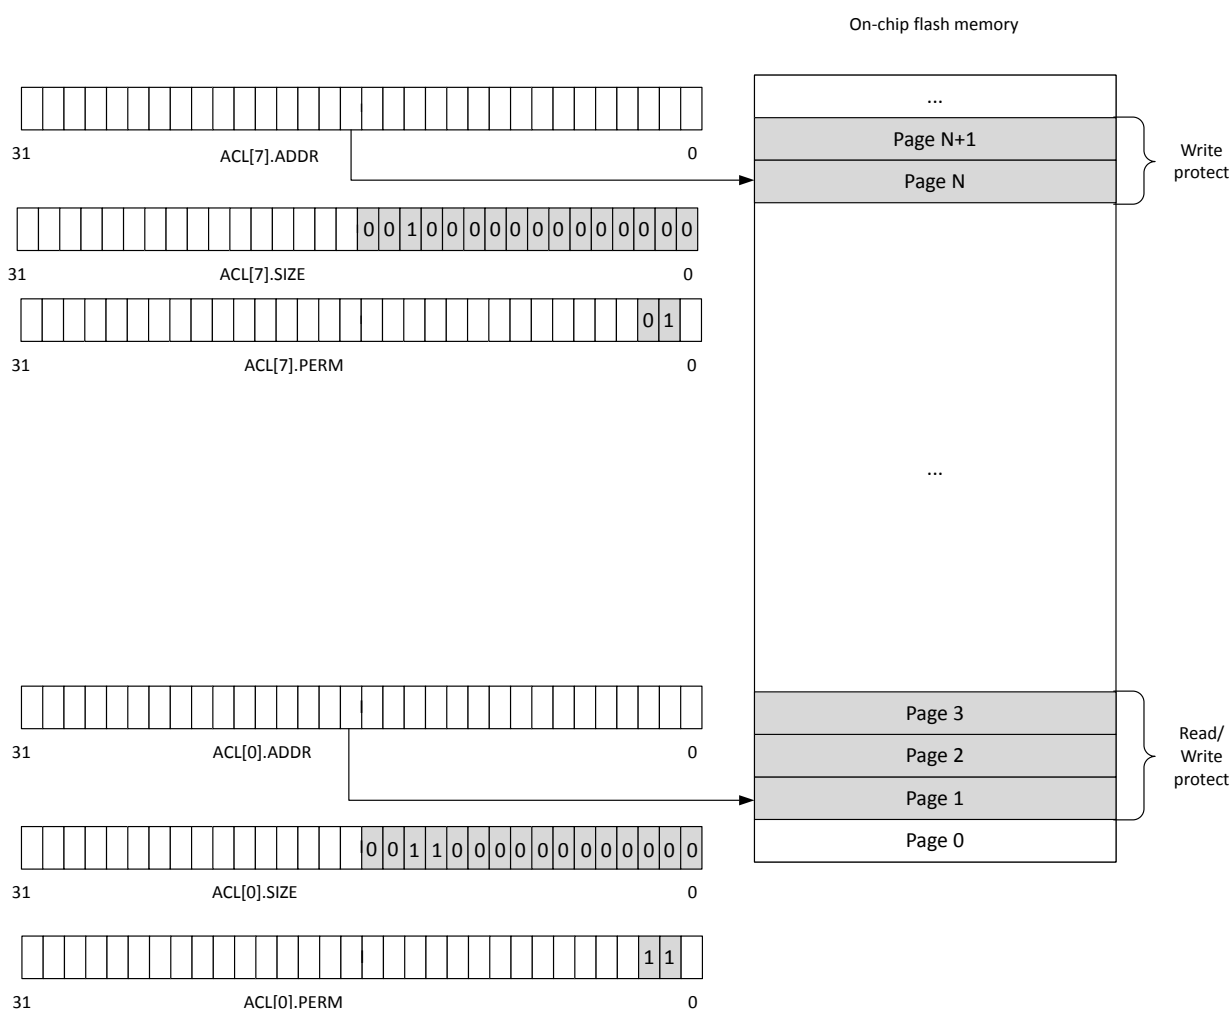 On-chip flash memory
...
31 ACL[7].ADDR 0
Page N+1
Page N
Write
protect
0 0 1 0 0 0 0 0 0 0 0 0 0 0 0 0
31 ACL[7].SIZE 0
0 1
31 ACL[7].PERM 0
...
31 ACL[0].ADDR 0
Page 3
Page 2
Page 1
Page 0
Read/
Write
protect
0 0 1 1 0 0 0 0 0 0 0 0 0 0 0 0
31 ACL[0].SIZE 0
1 1
31 ACL[0].PERM 0